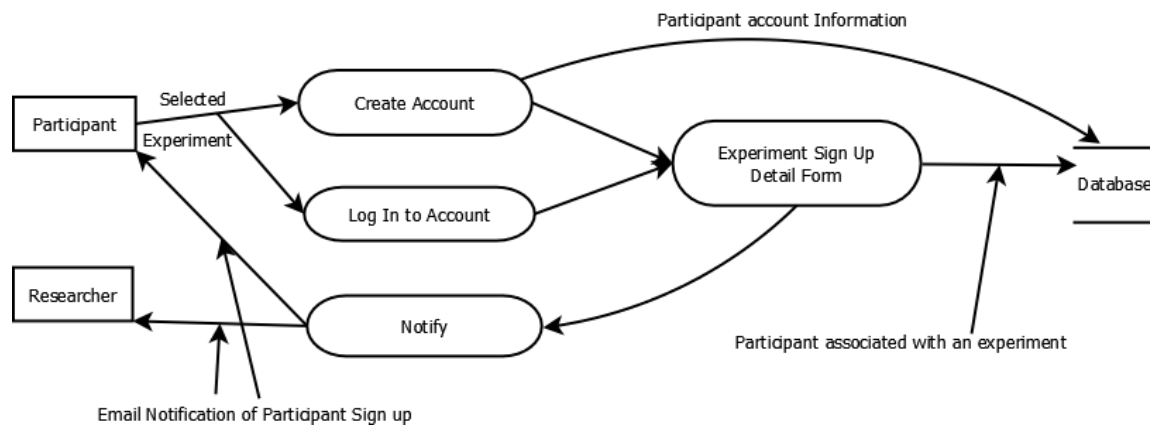 Participant account Information
Selected
Create Account
Participant
Experiment
Experiment Sign Up
Detail Form
Database
Log In to Account
Researcher
Notify
Participant associated with an experiment
Email Notification of Participant Sign up